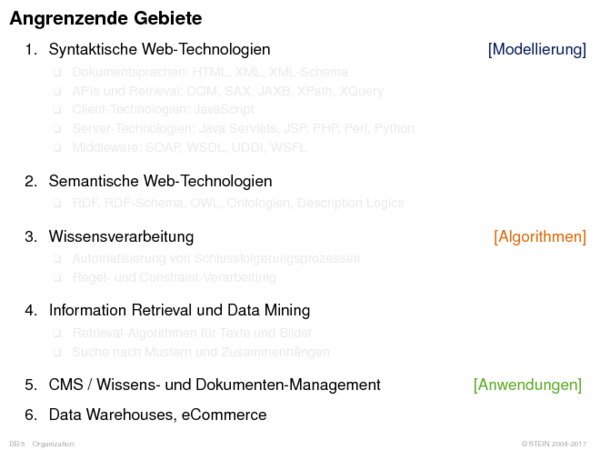 Angrenzende Gebiete
1. Syntaktische Web-Technologien [Modellierung]
❑ Dokumentsprachen: HTML, XML, XML-Schema
❑ APIs und Retrieval: DOM, SAX, JAXB, XPath, XQuery
❑ Client-Technologien: JavaScript
❑ Server-Technologien: Java Servlets, JSP, PHP, Perl, Python
❑ Middleware: SOAP, WSDL, UDDI, WSFL
2. Semantische Web-Technologien
❑ RDF, RDF-Schema, OWL, Ontologien, Description Logics
3. Wissensverarbeitung [Algorithmen]
❑ Automatisierung von Schlussfolgerungsprozessen
❑ Regel- und Constraint-Verarbeitung
4. Information Retrieval und Data Mining
❑ Retrieval-Algorithmen für Texte und Bilder
❑ Suche nach Mustern und Zusammenhängen
5. CMS / Wissens- und Dokumenten-Management [Anwendungen]
6. Data Warehouses, eCommerce
DB:5 Organization © STEIN 2004-2017